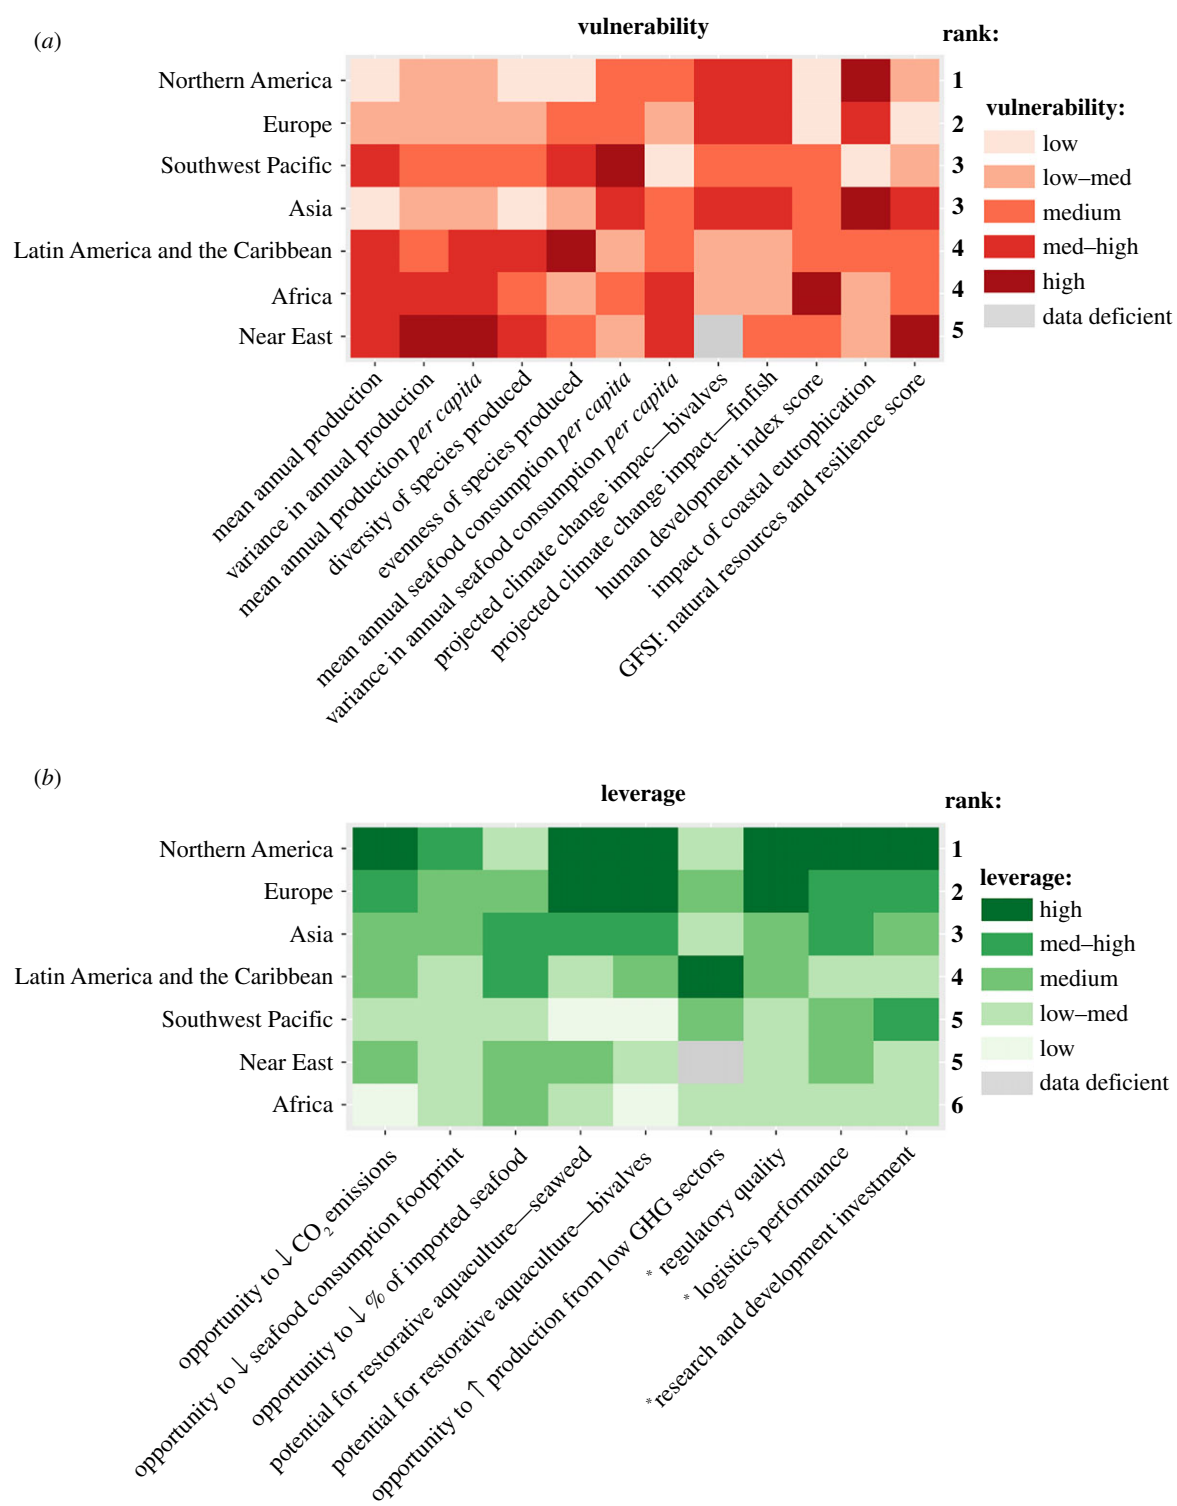 (a)
vulnerability
rank:
Northern America
1
Europe
2
Southwest Pacific
3
Asia
3
Latin America and the Caribbean
4
Africa
4
Near East
5
vulnerability:
low
low–med
medium
med–high
high
data deficient
mean annual production
variance in annual production
mean annual production per capita
diversity of species produced
evenness of species produced
mean annual seafood consumption per capita
variance in annual seafood consumption per capita
projected climate change impac—bivalves
projected climate change impact—finfish
human development index score
impact of coastal eutrophication
GFSI: natural resources and resilience score
(b)
leverage
rank:
Northern America
1
Europe
2
Asia
3
Latin America and the Caribbean
4
Southwest Pacific
5
Near East
5
Africa
6
leverage:
high
med–high
medium
low–med
low
data deficient
opportunity to ↓ CO₂ emissions
opportunity to ↓ seafood consumption footprint
opportunity to ↓ % of imported seafood
potential for restorative aquaculture—seaweed
potential for restorative aquaculture—bivalves
opportunity to ↑ production from low GHG sectors
* regulatory quality
* logistics performance
*research and development investment